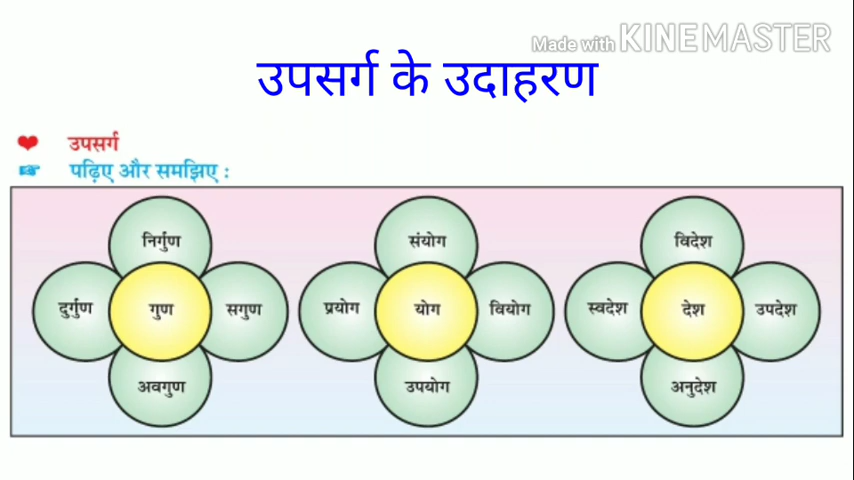 Made with KINEMASTER
उपसर्ग के उदाहरण
उपसर्ग
पढ़िए और समझिए :
निर्गुण
दुर्गुण
गुण
सगुण
अवगुण
संयोग
प्रयोग
योग
वियोग
उपयोग
विदेश
स्वदेश
देश
उपदेश
अनुदेश